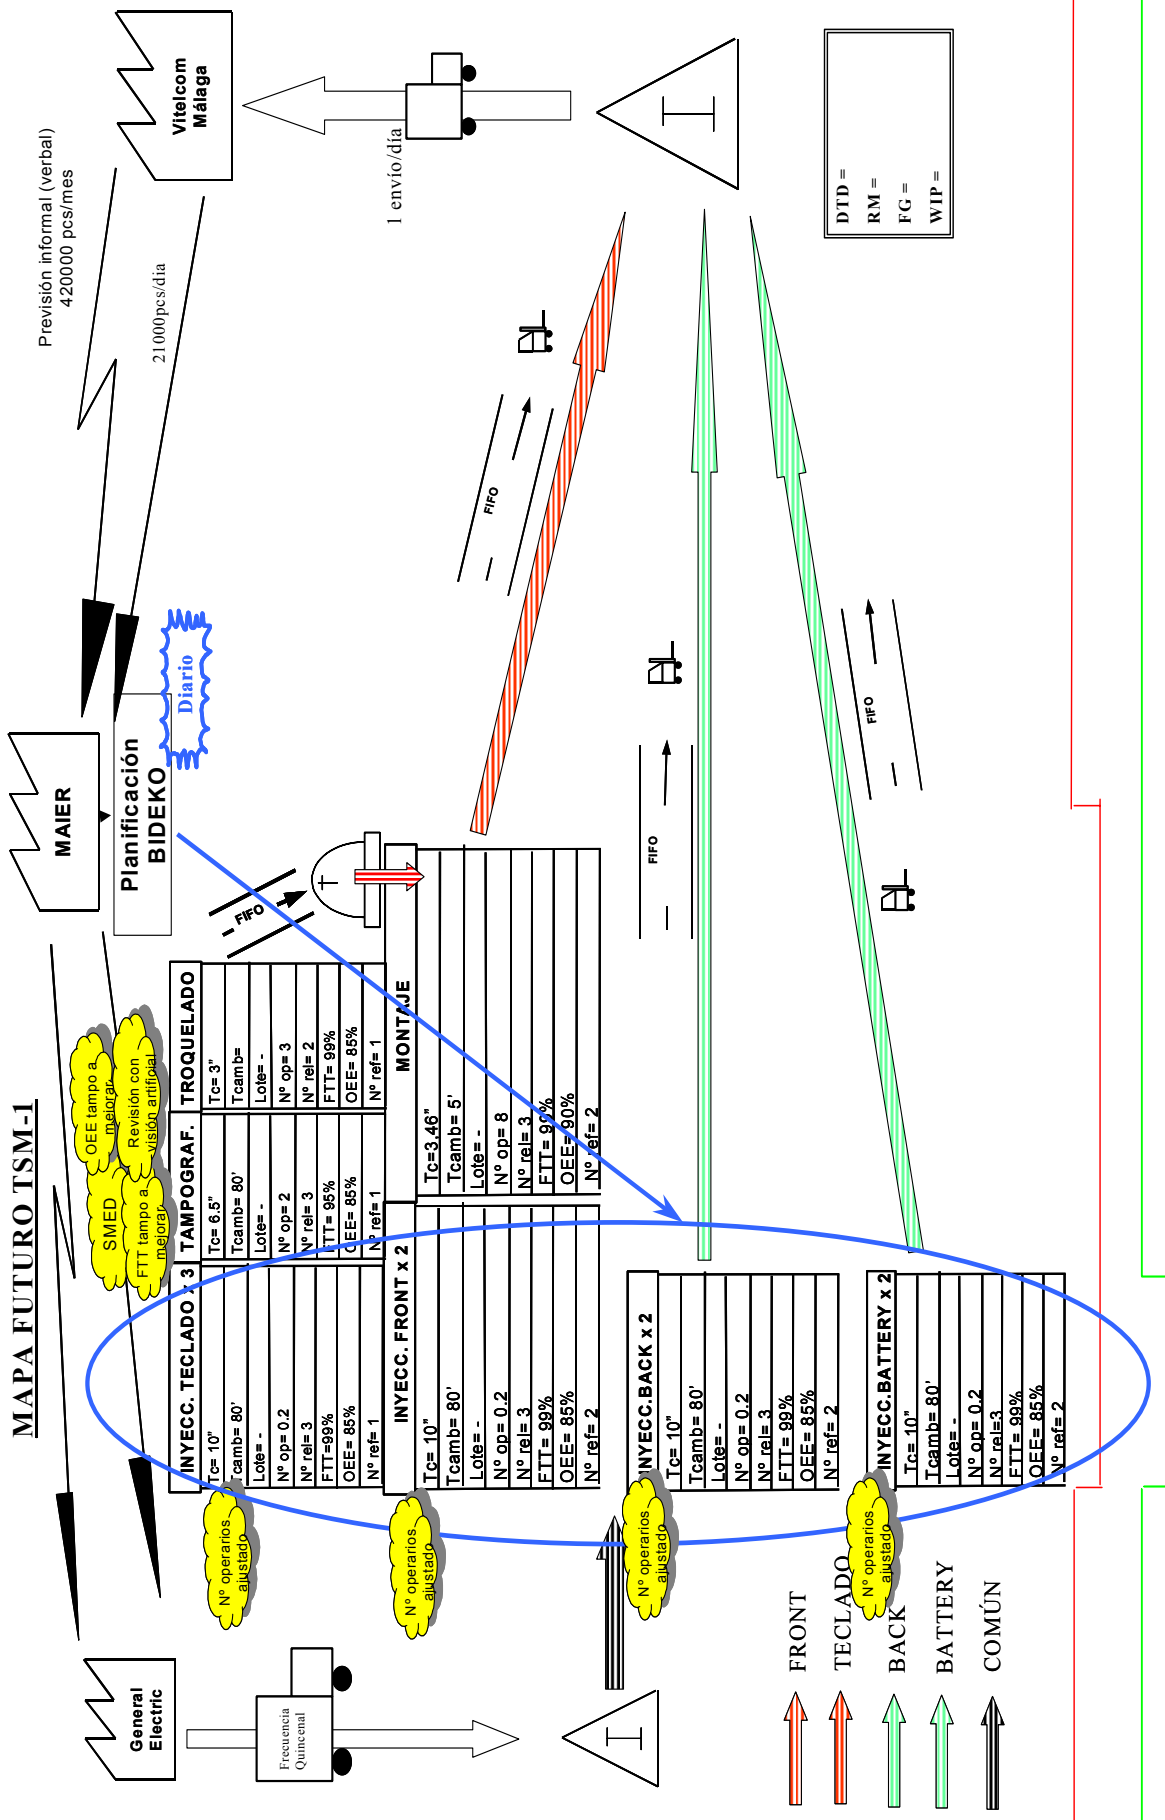 MAPA FUTURO TSM-1
General
Electric
Frecuencia
Quincenal
I
MAIER
Planificación
BIDEKO
Diario
Previsión informal (verbal)
420000 pcs/mes
21000pcs/dia
Vitelcom
Málaga
1 envío/día
I
SMED
OEE tampo a
mejorar
FTT tampo a
mejorar
Revisión con
visión artificial
Nº operarios
ajustado
INYECC. TECLADO x 3
Tc= 10"
Tcamb= 80'
Lote= -
Nº op= 0.2
Nº rel= 3
FTT=99%
OEE= 85%
Nº ref= 1
TAMPOGRAF.
Tc= 6.5"
Tcamb= 80'
Lote= -
Nº op= 2
Nº rel= 3
FTT= 95%
OEE= 85%
Nº ref= 1
TROQUELADO
Tc= 3"
Tcamb=
Lote= -
Nº op= 3
Nº rel= 2
FTT= 99%
OEE= 85%
Nº ref= 1
FIFO
Nº operarios
ajustado
INYECC. FRONT x 2
Tc= 10"
Tcamb= 80'
Lote= -
Nº op= 0.2
Nº rel= 3
FTT= 99%
OEE= 85%
Nº ref= 2
MONTAJE
Tc=3.46"
Tcamb= 5'
Lote= -
Nº op= 8
Nº rel= 3
FTT= 99%
OEE= 90%
Nº ref= 2
FIFO
Nº operarios
ajustado
INYECC.BACK x 2
Tc= 10"
Tcamb= 80'
Lote= -
Nº op= 0.2
Nº rel= 3
FTT= 99%
OEE= 85%
Nº ref= 2
FIFO
Nº operarios
ajustado
INYECC.BATTERY x 2
Tc= 10"
Tcamb= 80'
Lote= -
Nº op= 0.2
Nº rel=3
FTT= 99%
OEE= 85%
Nº ref= 2
FIFO
FRONT
TECLADO
BACK
BATTERY
COMÚN
DTD =
RM =
FG =
WIP =